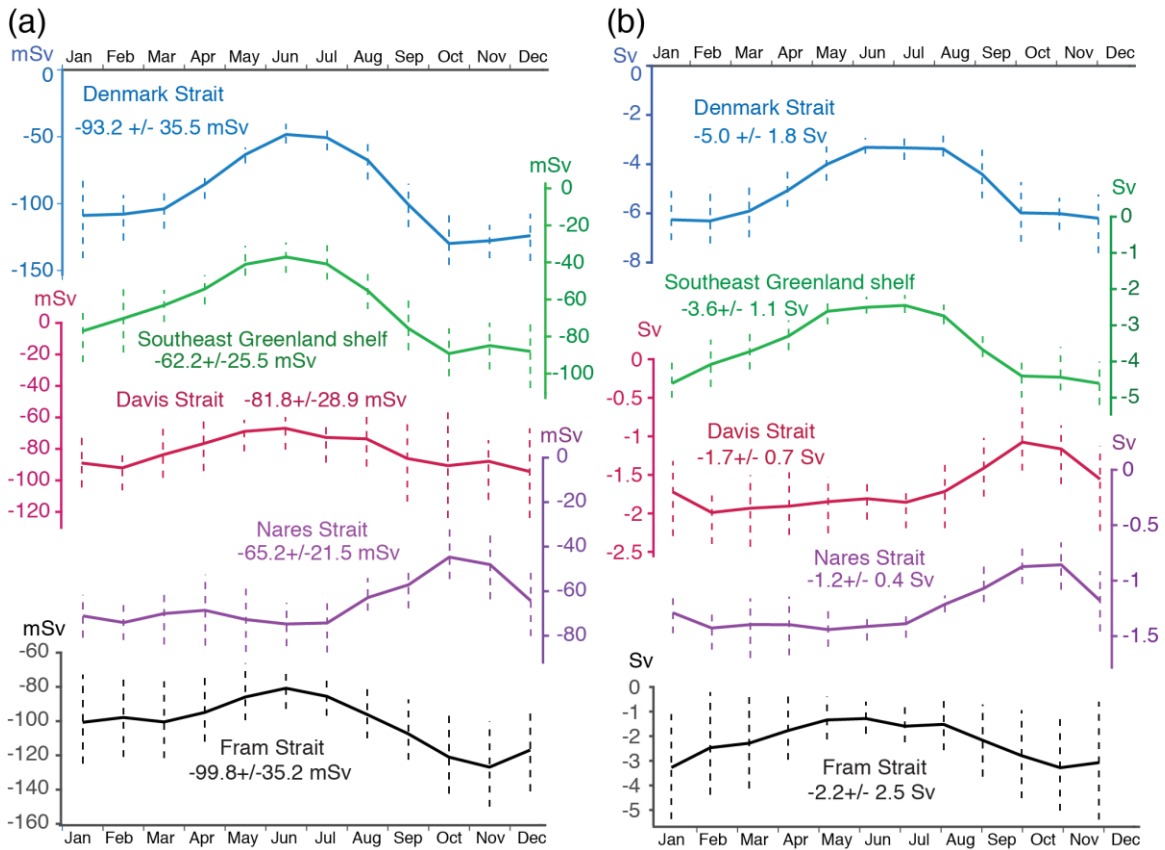 (a)
mSv
Jan Feb Mar Apr May Jun Jul Aug Sep Oct Nov Dec
0
Denmark Strait
-93.2 +/- 35.5 mSv
-50
-100
-150
mSv
0
-20
-40
-60
-80
-100
Southeast Greenland shelf
-62.2+/-25.5 mSv
mSv
0
-20
-40
-60
-80
-100
-120
Davis Strait -81.8+/-28.9 mSv
mSv
0
-20
-40
-60
-80
Nares Strait
-65.2+/-21.5 mSv
mSv
-60
-80
-100
-120
-140
-160
Fram Strait
-99.8+/-35.2 mSv
Jan Feb Mar Apr May Jun Jul Aug Sep Oct Nov Dec
(b)
Sv
Jan Feb Mar Apr May Jun Jul Aug Sep Oct Nov Dec
0
-2
-4
-6
-8
Denmark Strait
-5.0 +/- 1.8 Sv
Sv
0
-1
-2
-3
-4
-5
Southeast Greenland shelf
-3.6+/- 1.1 Sv
Sv
0
-0.5
-1
-1.5
-2
-2.5
Davis Strait
-1.7+/- 0.7 Sv
Sv
0
-0.5
-1
-1.5
Nares Strait
-1.2+/- 0.4 Sv
Sv
0
-1
-2
-3
-4
-5
Fram Strait
-2.2+/- 2.5 Sv
Jan Feb Mar Apr May Jun Jul Aug Sep Oct Nov Dec